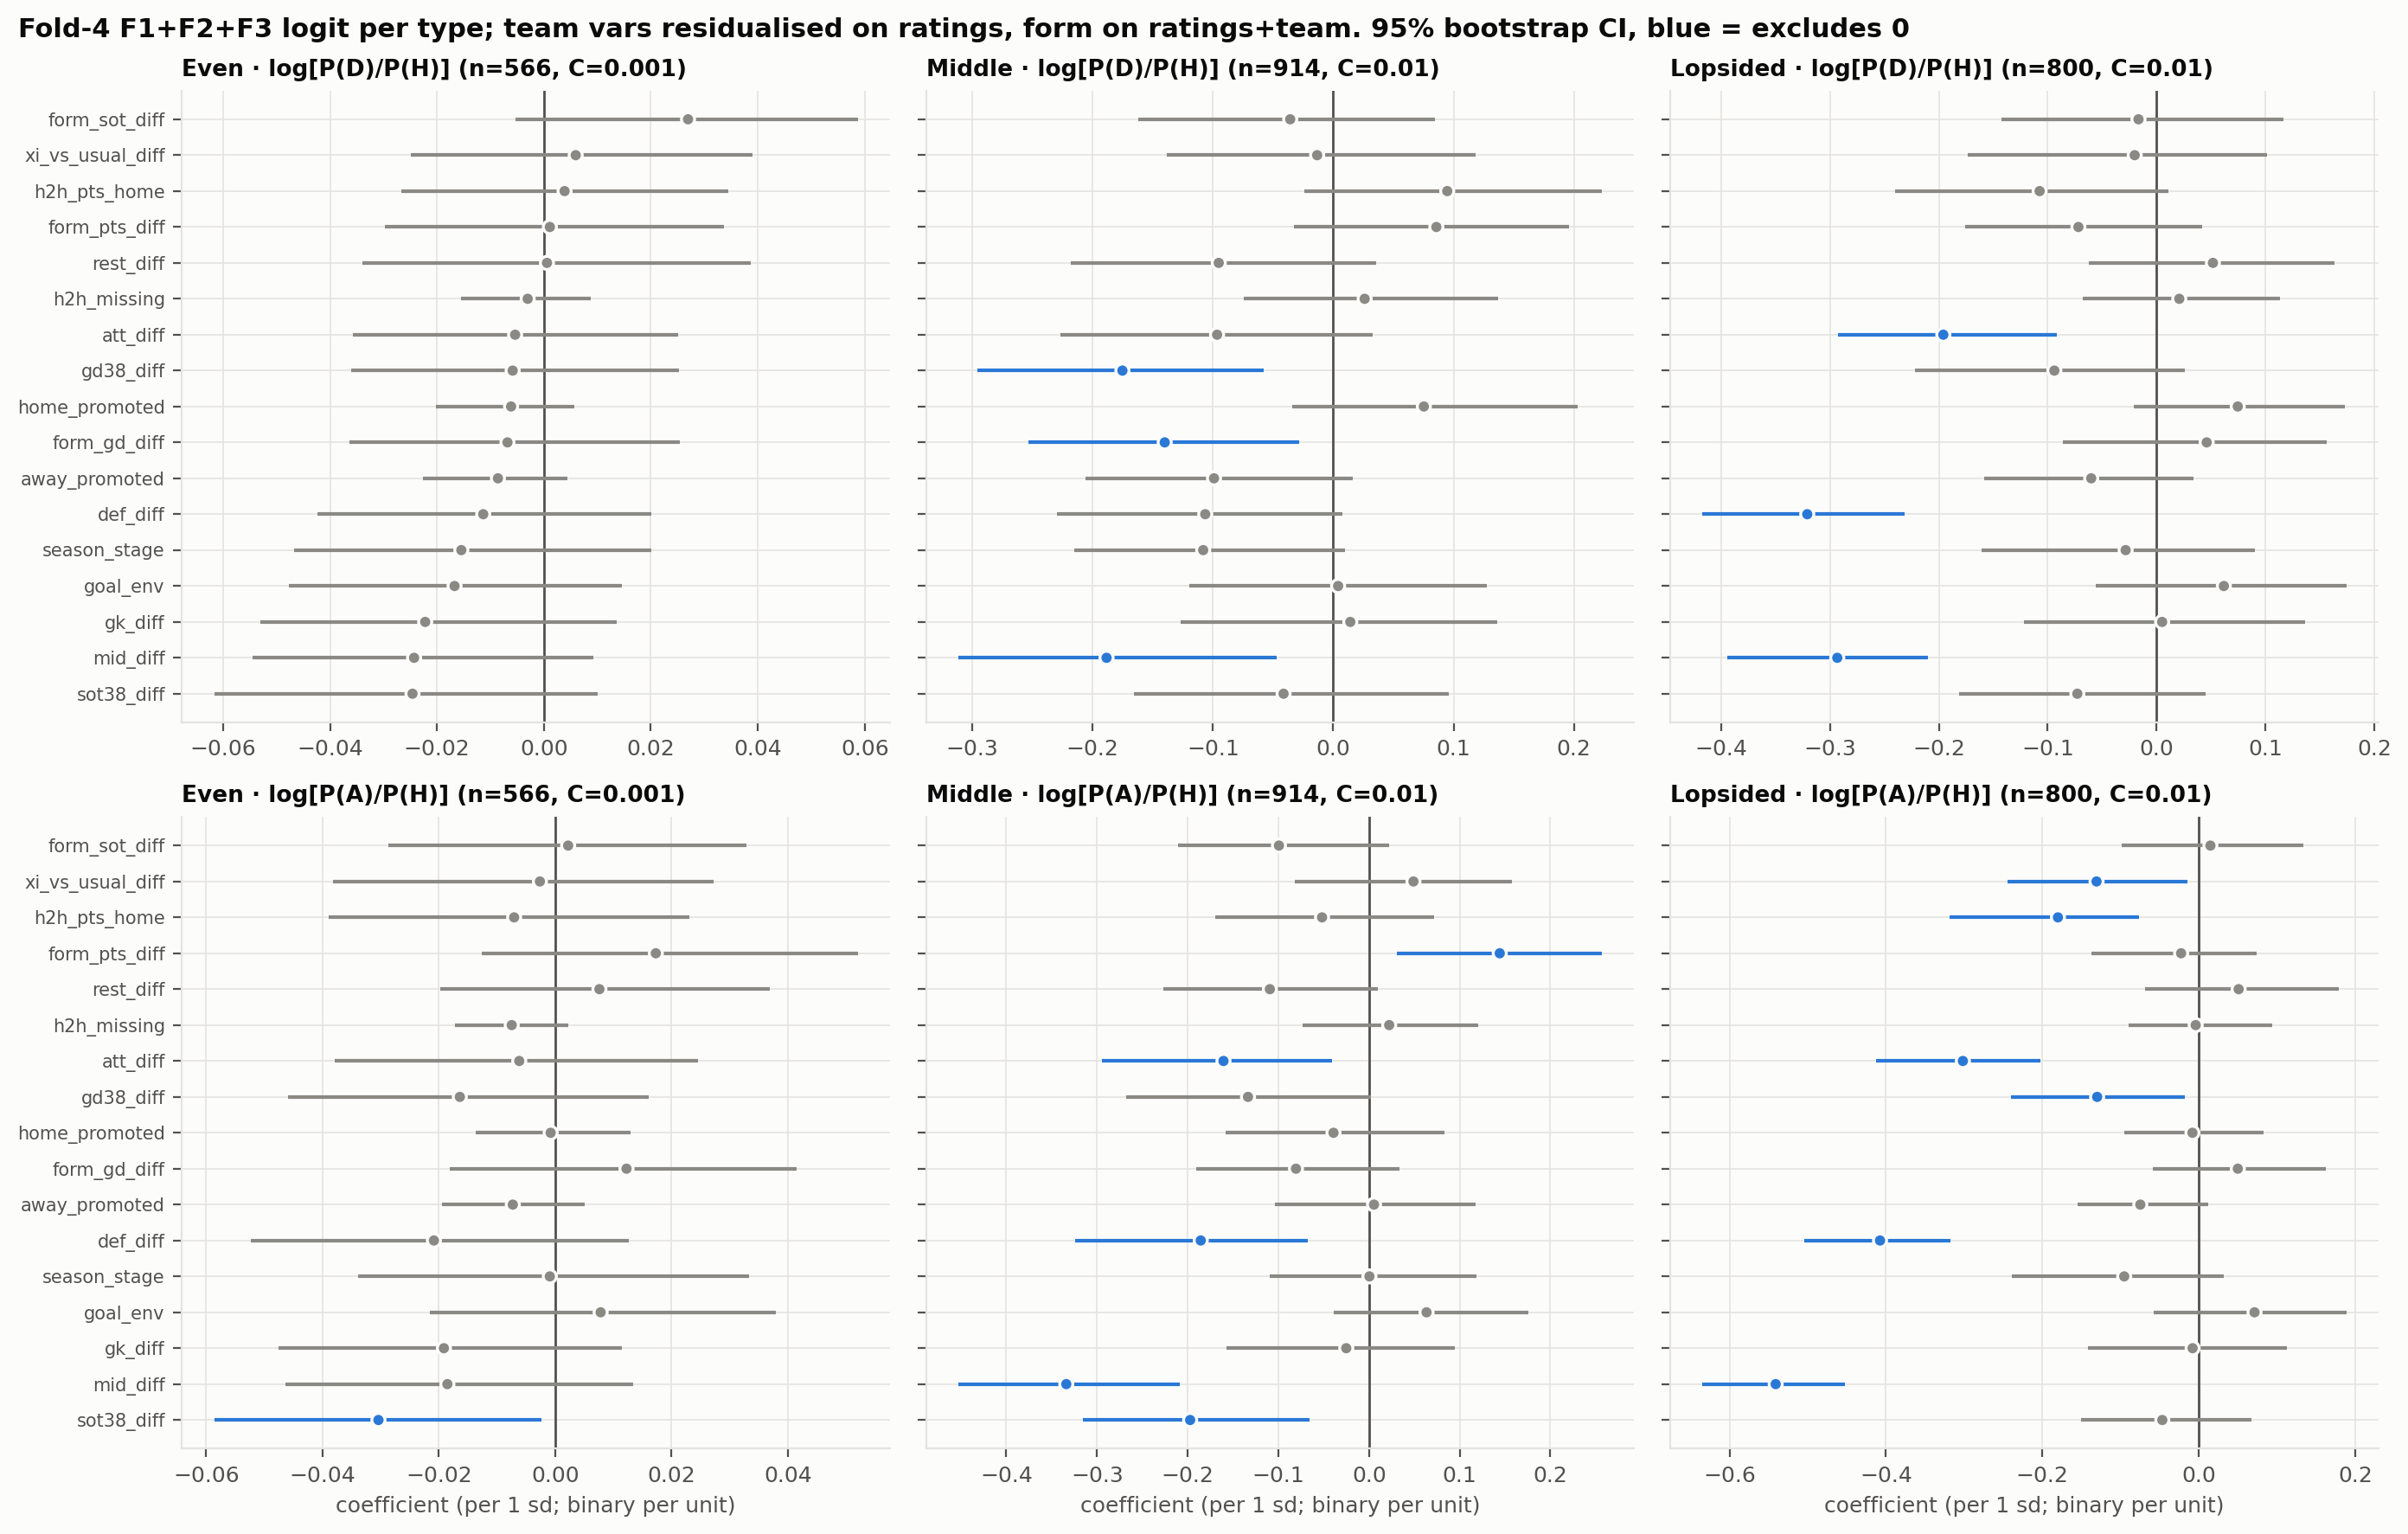 Fold-4 F1+F2+F3 logit per type; team vars residualised on ratings, form on ratings+team. 95% bootstrap CI, blue = excludes 0
Even · log[P(D)/P(H)] (n=566, C=0.001)
Middle · log[P(D)/P(H)] (n=914, C=0.01)
Lopsided · log[P(D)/P(H)] (n=800, C=0.01)
form_sot_diff
xi_vs_usual_diff
h2h_pts_home
form_pts_diff
rest_diff
h2h_missing
att_diff
gd38_diff
home_promoted
form_gd_diff
away_promoted
def_diff
season_stage
goal_env
gk_diff
mid_diff
sot38_diff
−0.06 −0.04 −0.02 0.00 0.02 0.04 0.06
−0.3 −0.2 −0.1 0.0 0.1 0.2
−0.4 −0.3 −0.2 −0.1 0.0 0.1 0.2
Even · log[P(A)/P(H)] (n=566, C=0.001)
Middle · log[P(A)/P(H)] (n=914, C=0.01)
Lopsided · log[P(A)/P(H)] (n=800, C=0.01)
form_sot_diff
xi_vs_usual_diff
h2h_pts_home
form_pts_diff
rest_diff
h2h_missing
att_diff
gd38_diff
home_promoted
form_gd_diff
away_promoted
def_diff
season_stage
goal_env
gk_diff
mid_diff
sot38_diff
−0.06 −0.04 −0.02 0.00 0.02 0.04
−0.4 −0.3 −0.2 −0.1 0.0 0.1 0.2
−0.6 −0.4 −0.2 0.0 0.2
coefficient (per 1 sd; binary per unit)
coefficient (per 1 sd; binary per unit)
coefficient (per 1 sd; binary per unit)